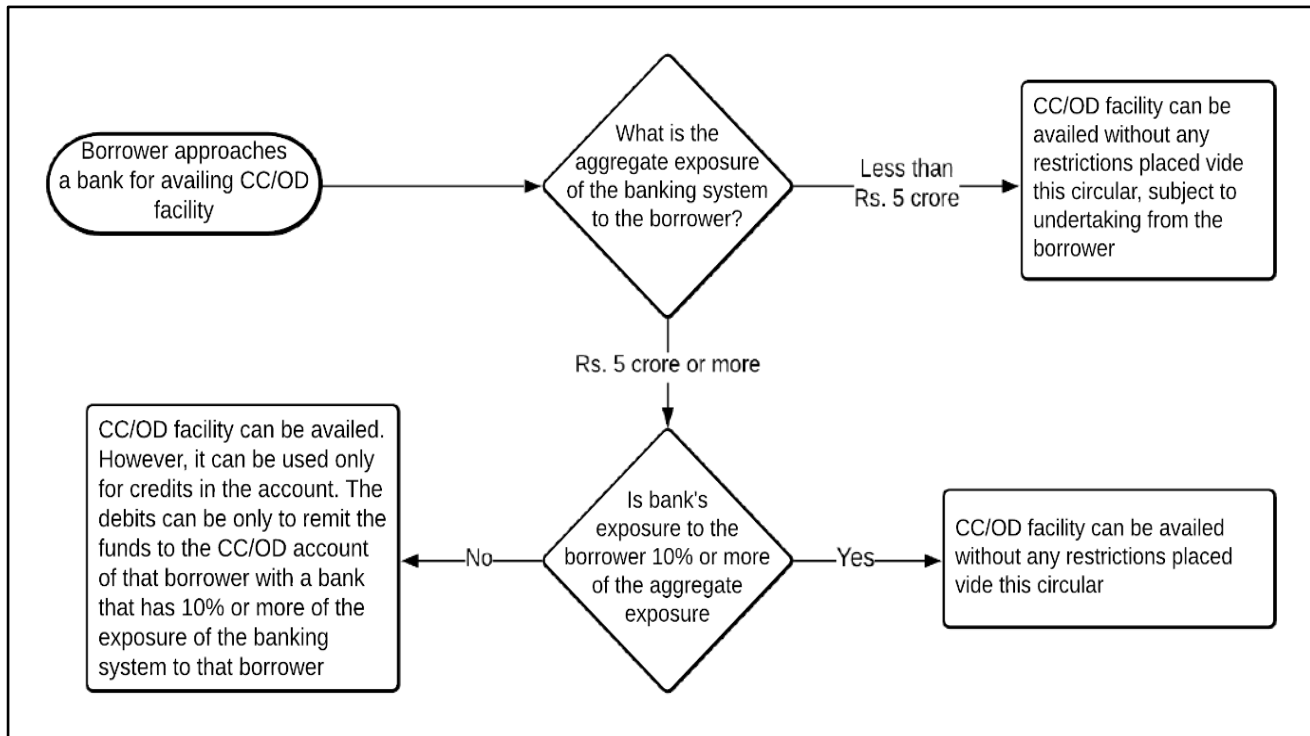 Borrower approaches
a bank for availing CC/OD
facility
What is the
aggregate exposure
of the banking system
to the borrower?
Less than
Rs. 5 crore
CC/OD facility can be
availed without any
restrictions placed vide
this circular, subject to
undertaking from the
borrower
Rs. 5 crore or more
Is bank's
exposure to the
borrower 10% or more
of the aggregate
exposure
No
CC/OD facility can be availed.
However, it can be used only
for credits in the account. The
debits can be only to remit the
funds to the CC/OD account
of that borrower with a bank
that has 10% or more of the
exposure of the banking
system to that borrower
Yes
CC/OD facility can be availed
without any restrictions placed
vide this circular